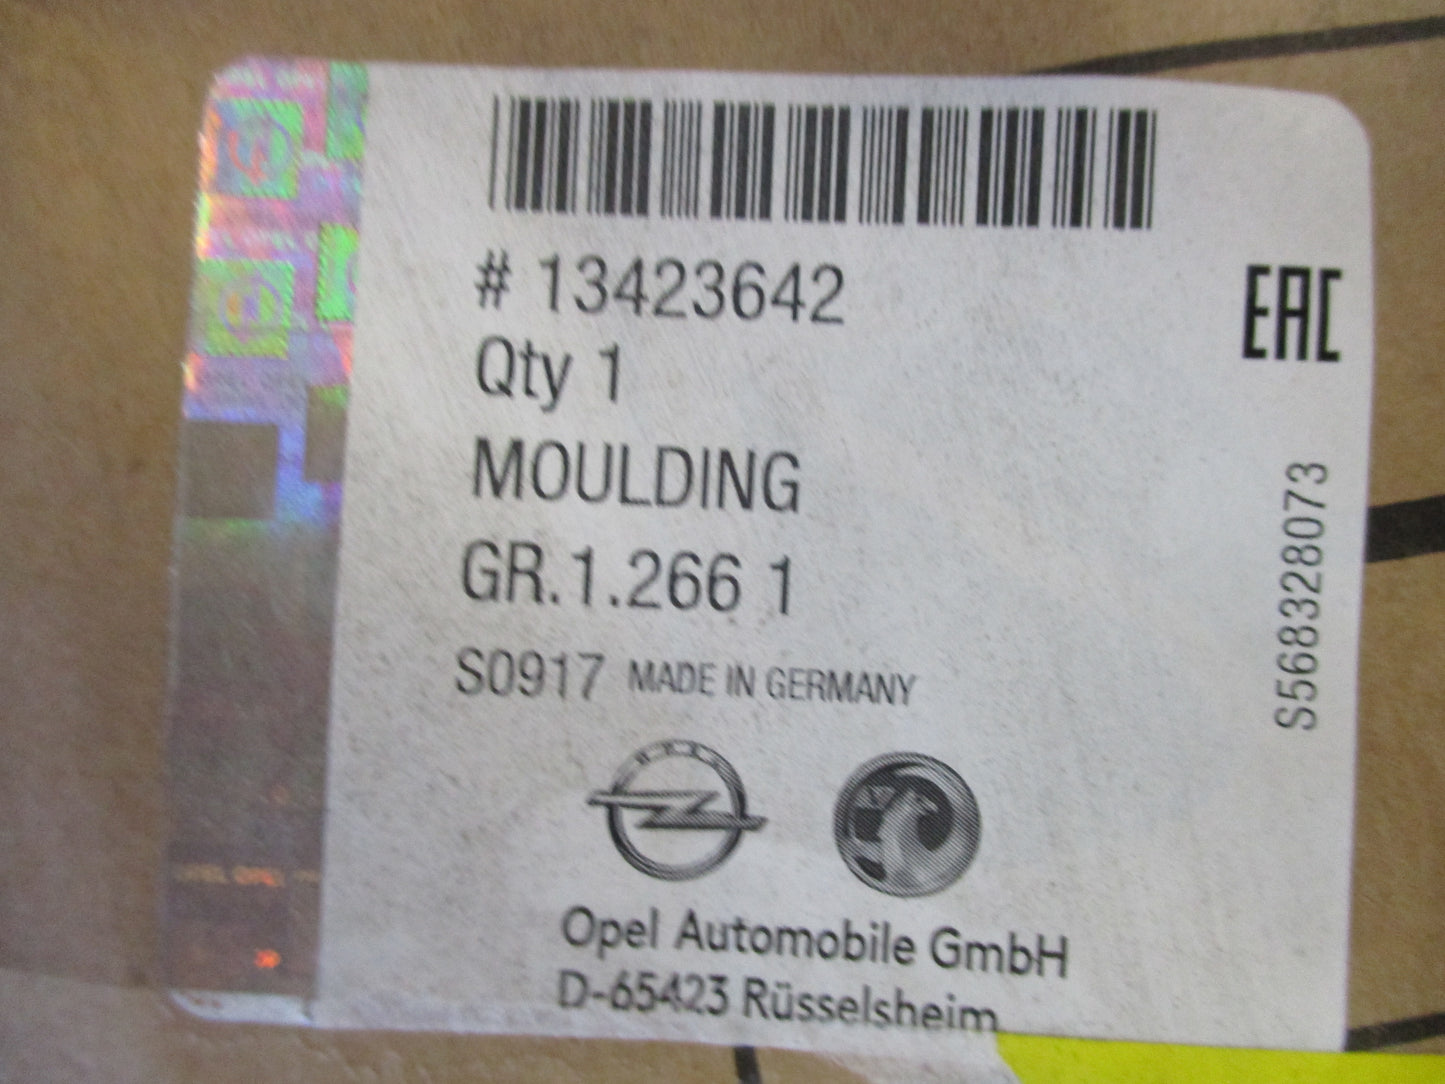 # 13423642
Qty 1
MOULDING
GR.1.266 1
S0917 MADE IN GERMANY
Opel Automobile GmbH
D-65423 Rüsselsheim
EAC
S568328073